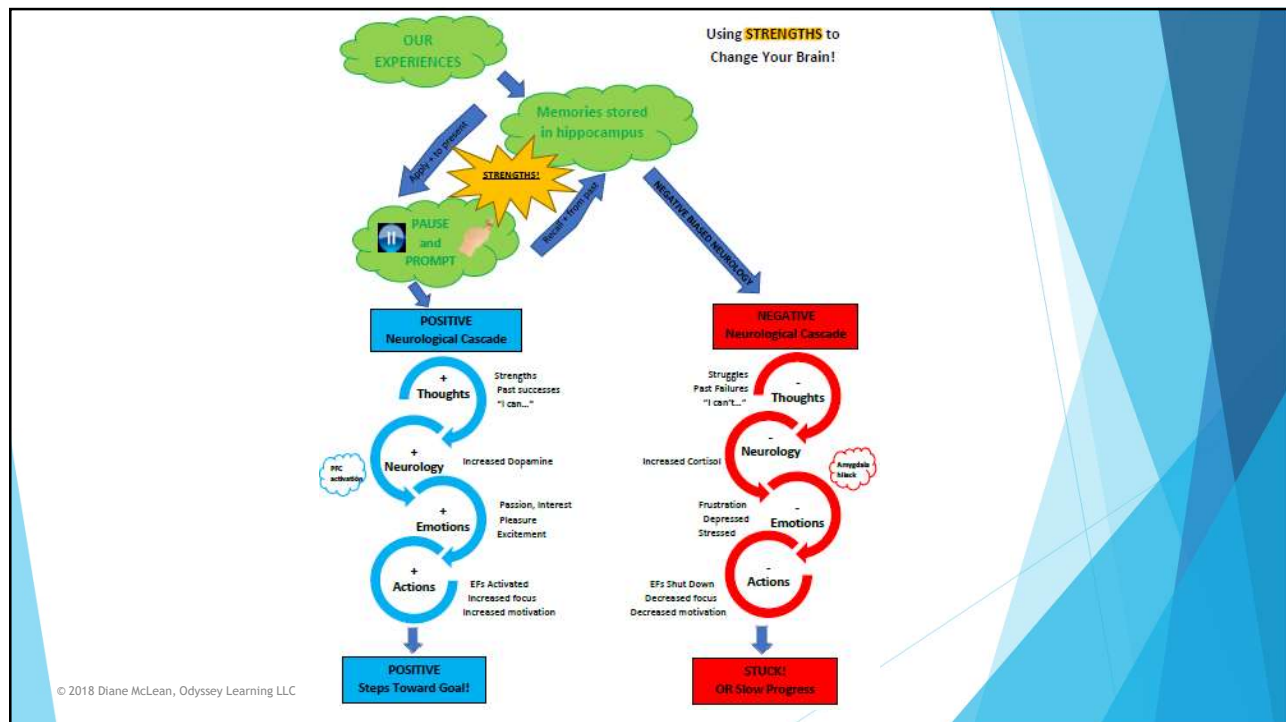 OUR
EXPERIENCES
Using STRENGTHS to
Change Your Brain!
Memories stored
in hippocampus
Apply + to present
STRENGTHS!
Recall + from past
PAUSE
and
PROMPT
NEGATIVE BIASED NEUROLOGY
POSITIVE
Neurological Cascade
+
Thoughts
Strengths
Past successes
"I can..."
+
Neurology
Increased Dopamine
PFC
activation
+
Emotions
Passion, Interest
Pleasure
Excitement
+
Actions
EFs Activated
Increased focus
Increased motivation
POSITIVE
Steps Toward Goal!
NEGATIVE
Neurological Cascade
Struggles
Past Failures
"I can't..."
-
Thoughts
Increased Cortisol
-
Neurology
Amygdala
hijack
Frustration
Depressed
Stressed
-
Emotions
EFs Shut Down
Decreased focus
Decreased motivation
-
Actions
STUCK!
OR Slow Progress
© 2018 Diane McLean, Odyssey Learning LLC